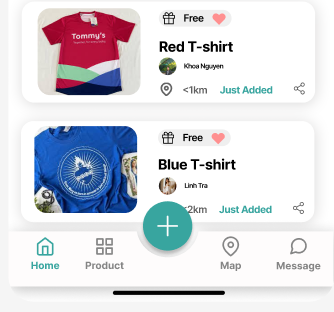 Tommy's
Free
Red T-shirt
Khoa Nguyen
<1km
Just Added
Free
Blue T-shirt
Linh Tra
<2km
Just Added
Home
Product
Map
Message